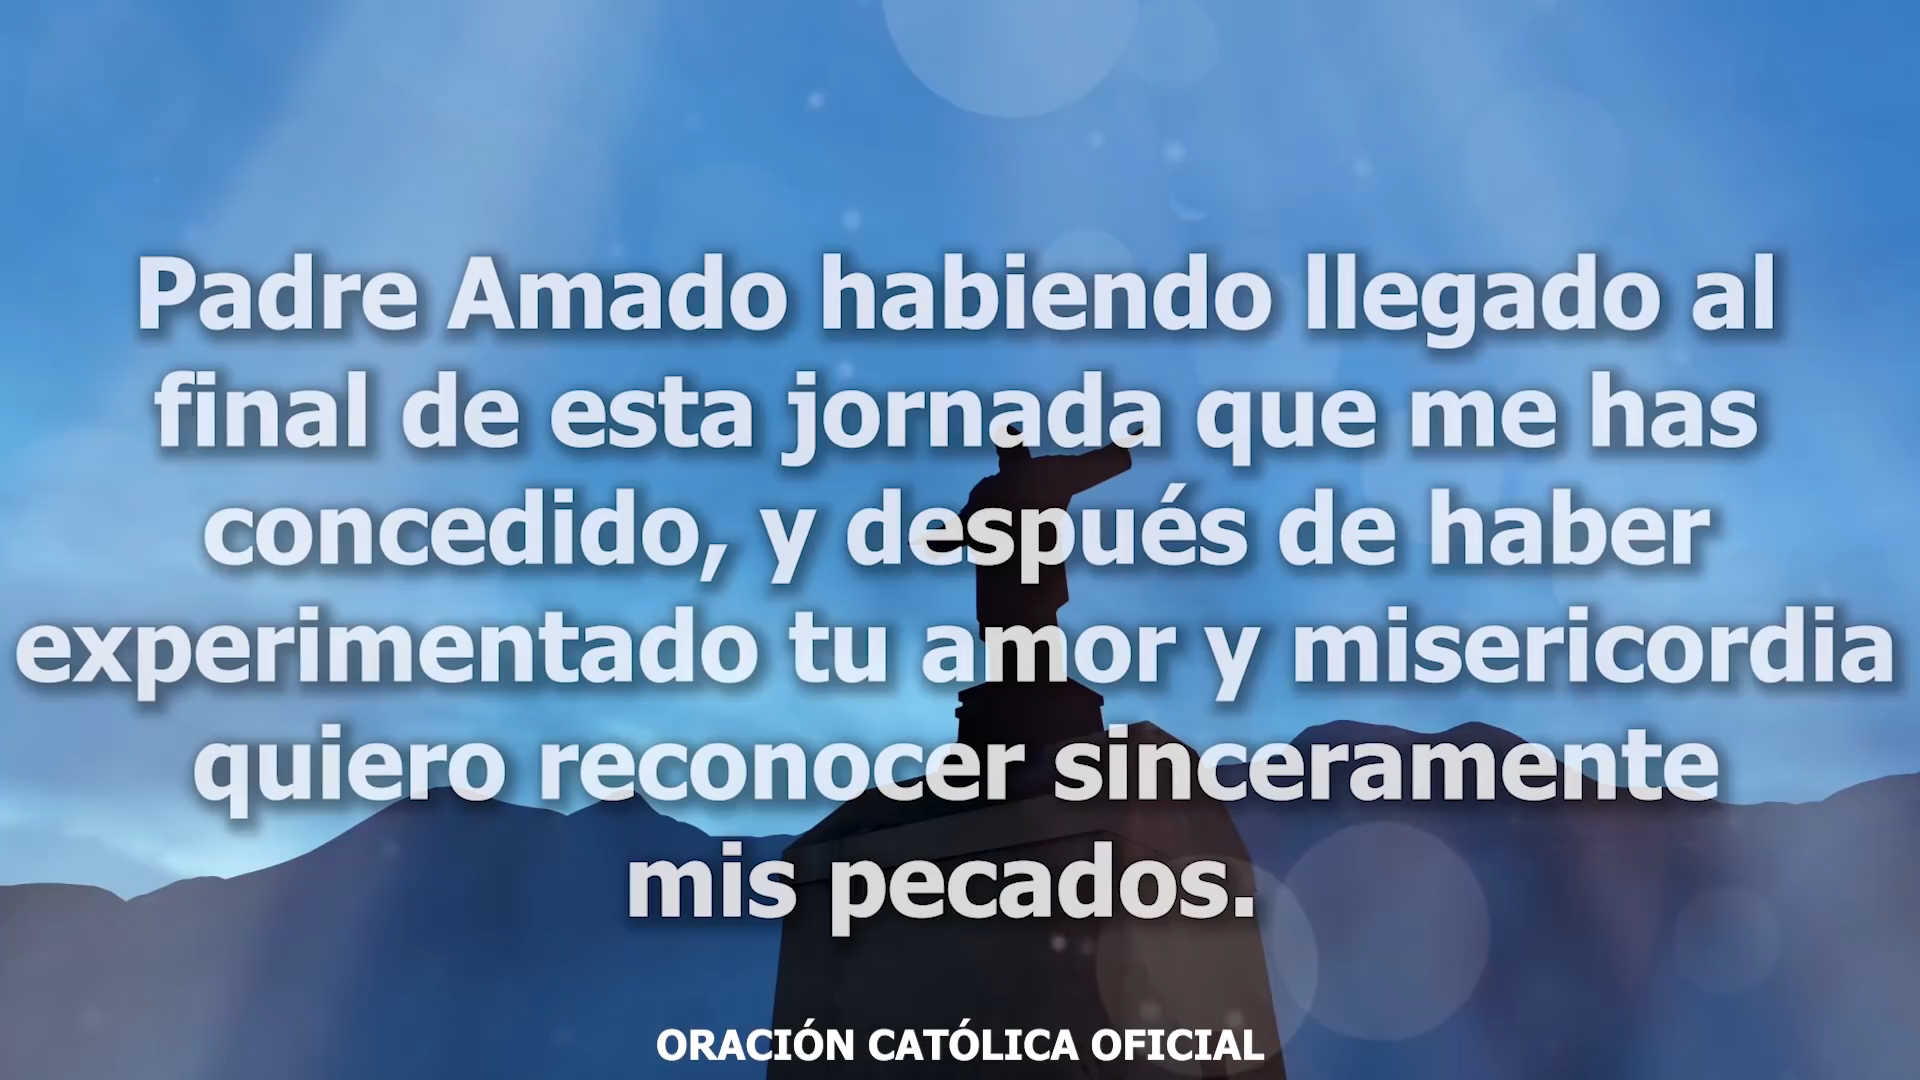 Padre Amado habiendo llegado al
final de esta jornada que me has
concedido, y después de haber
experimentado tu amor y misericordia
quiero reconocer sinceramente
mis pecados.
ORACIÓN CATÓLICA OFICIAL